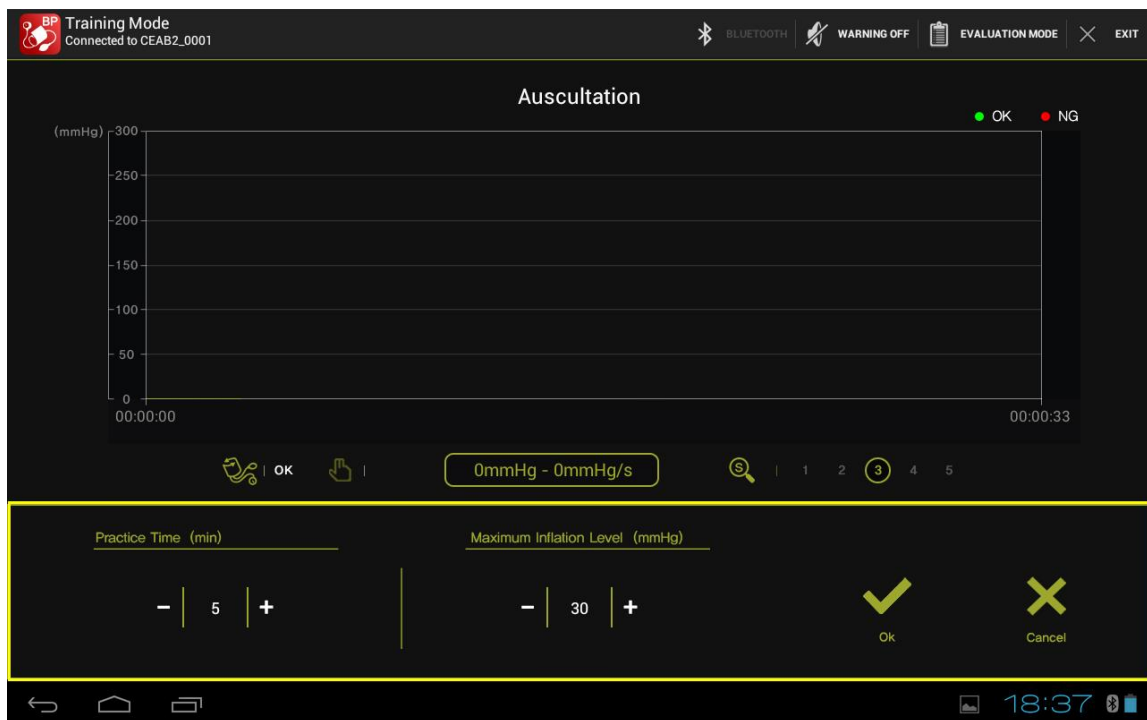 BP
Training Mode
Connected to CEAB2_0001
BLUETOOTH
WARNING OFF
EVALUATION MODE
EXIT
Auscultation
OK
NG
(mmHg)
300
250
200
150
100
50
0
00:00:00
00:00:33
OK
0mmHg - 0mmHg/s
S
1 2 3 4 5
Practice Time (min)
Maximum Inflation Level (mmHg)
− 5 +
− 30 +
Ok
Cancel
18:37